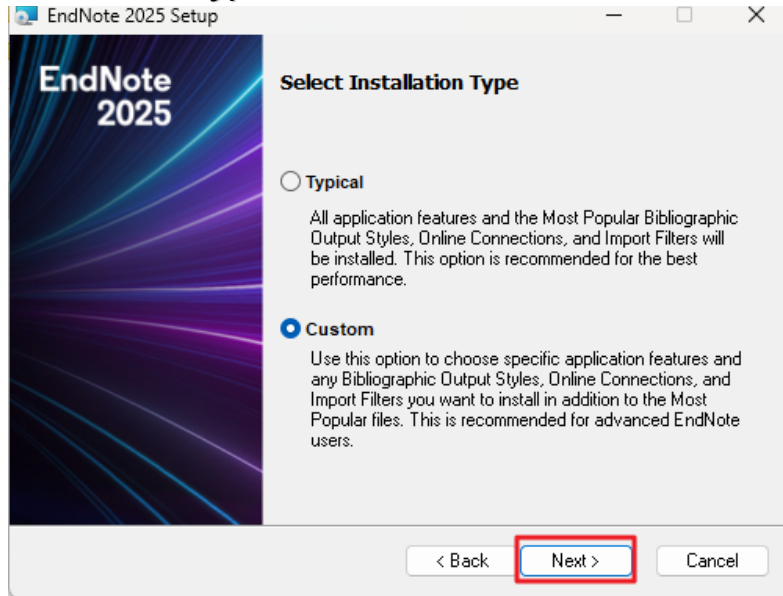 EndNote 2025 Setup
EndNote
2025
Select Installation Type
Typical
All application features and the Most Popular Bibliographic
Output Styles, Online Connections, and Import Filters will
be installed. This option is recommended for the best
performance.
Custom
Use this option to choose specific application features and
any Bibliographic Output Styles, Online Connections, and
Import Filters you want to install in addition to the Most
Popular files. This is recommended for advanced EndNote
users.
< Back Next > Cancel